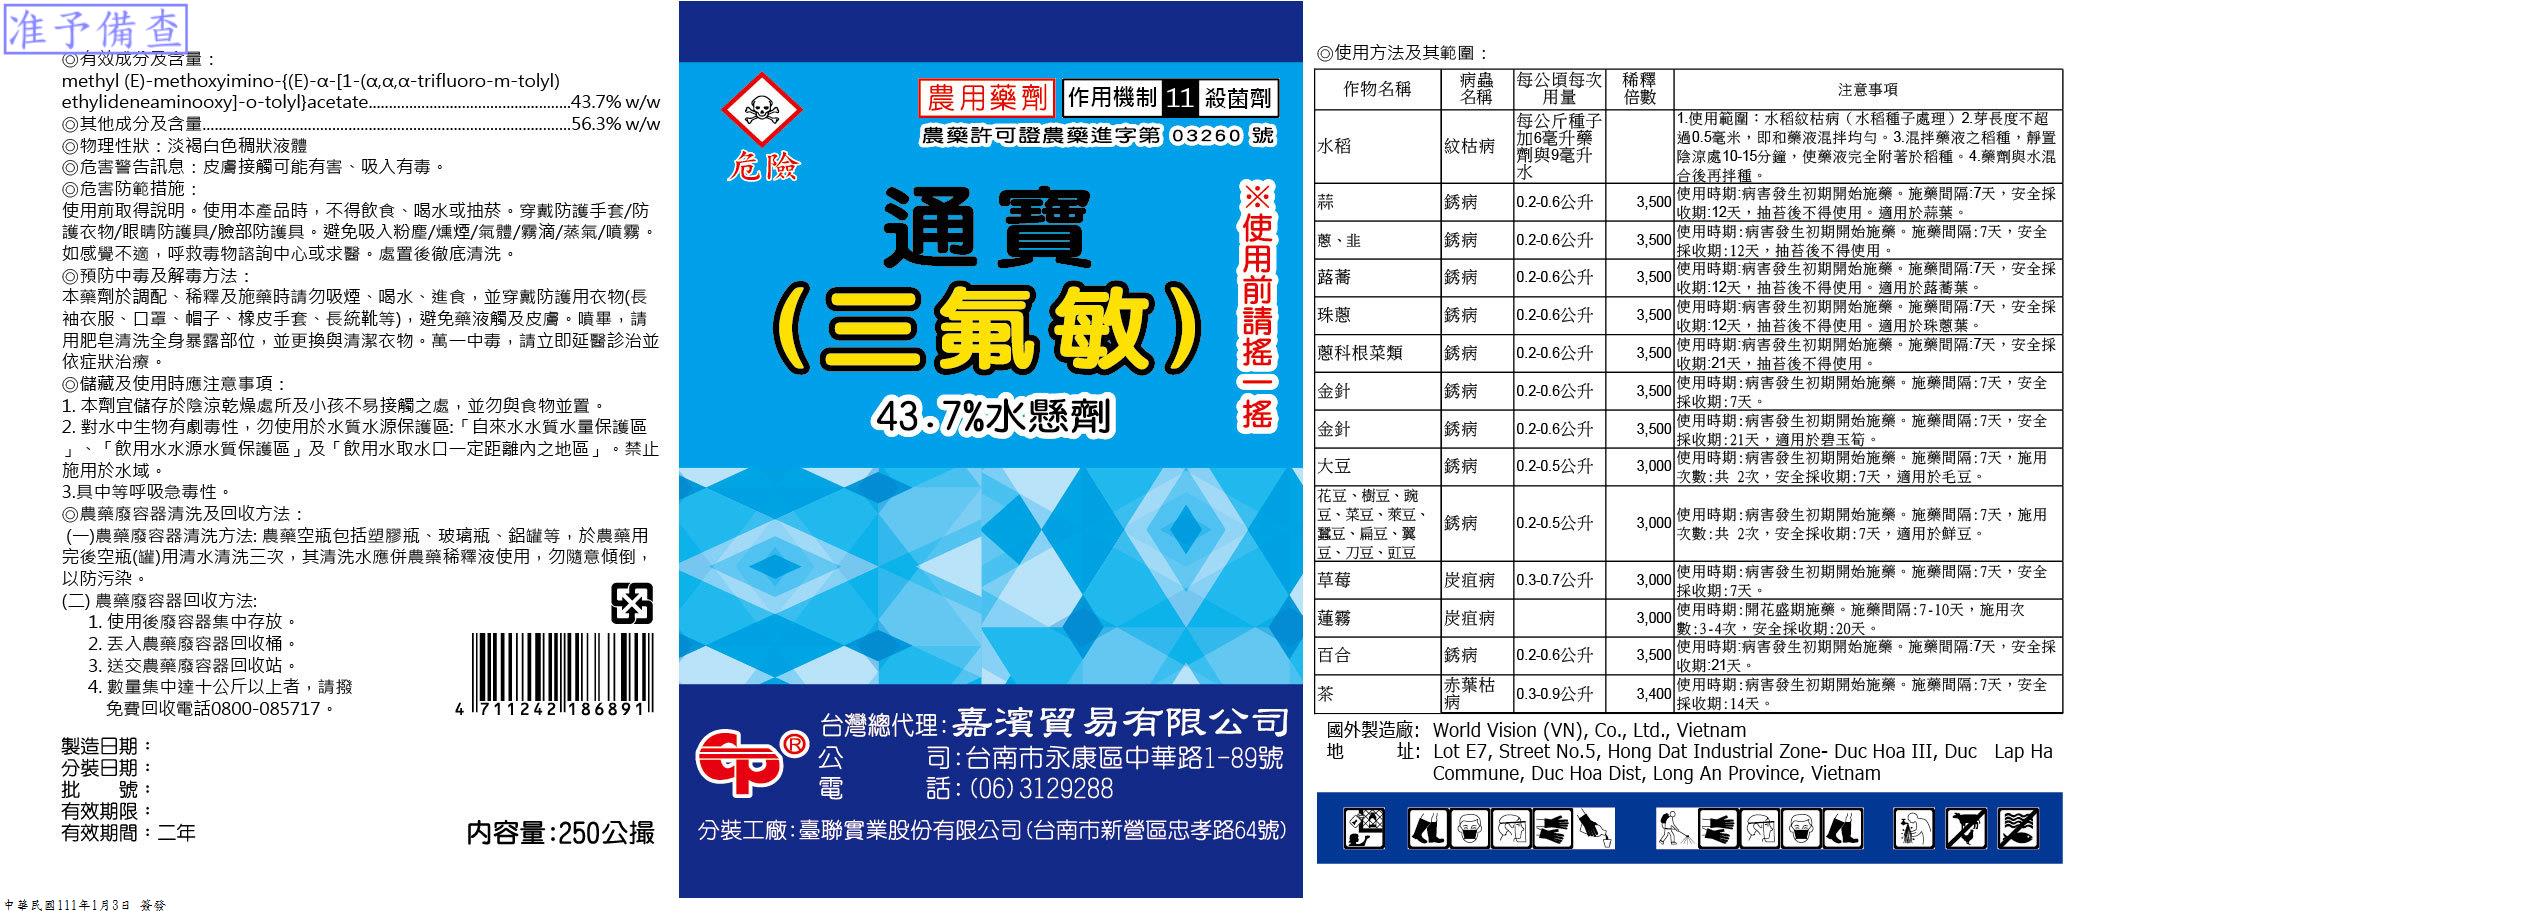 准予備查
◎有效成分及含量：
methyl (E)-methoxyimino-{(E)-α-[1-(α,α,α-trifluoro-m-tolyl)
ethylideneaminooxy]-o-tolyl}acetate..................................................43.7% w/w
◎其他成分及含量............................................................................................56.3% w/w
◎物理性狀：淡褐白色稠狀液體
◎危害警告訊息：皮膚接觸可能有害、吸入有毒。
◎危害防範措施：
使用前取得說明。使用本產品時，不得飲食、喝水或抽菸。穿戴防護手套/防
護衣物/眼睛防護具/臉部防護具。避免吸入粉塵/燻煙/氣體/霧滴/蒸氣/噴霧。
如感覺不適，呼救毒物諮詢中心或求醫。處置後徹底清洗。
◎預防中毒及解毒方法：
本藥劑於調配、稀釋及施藥時請勿吸煙、喝水、進食，並穿戴防護用衣物(長
袖衣服、口罩、帽子、橡皮手套、長統靴等)，避免藥液觸及皮膚。噴畢，請
用肥皂清洗全身暴露部位，並更換與清潔衣物。萬一中毒，請立即延醫診治並
依症狀治療。
◎儲藏及使用時應注意事項：
1. 本劑宜儲存於陰涼乾燥處所及小孩不易接觸之處，並勿與食物並置。
2. 對水中生物有劇毒性，勿使用於水質水源保護區:「自來水水質水量保護區
」、「飲用水水源水質保護區」及「飲用水取水口一定距離內之地區」。禁止
施用於水域。
3.具中等呼吸急毒性。
◎農藥廢容器清洗及回收方法：
(一)農藥廢容器清洗方法: 農藥空瓶包括塑膠瓶、玻璃瓶、鋁罐等，於農藥用
完後空瓶(罐)用清水清洗三次，其清洗水應併農藥稀釋液使用，勿隨意傾倒，
以防污染。
(二) 農藥廢容器回收方法:
1. 使用後廢容器集中存放。
2. 丟入農藥廢容器回收桶。
3. 送交農藥廢容器回收站。
4. 數量集中達十公斤以上者，請撥
免費回收電話0800-085717。
4 711242 186891
製造日期：
分裝日期：
批　　號：
有效期限：
有效期間：二年
內容量:250公撮
中華民國111年1月3日 簽發
農用藥劑 作用機制 11 殺菌劑
農藥許可證農藥進字第 03260 號
危險
通寶
(三氟敏)
43.7%水懸劑
※使用前請搖一搖
台灣總代理:嘉濱貿易有限公司
公　　司:台南市永康區中華路1-89號
電　　話:(06)3129288
CP®
分裝工廠:臺聯實業股份有限公司(台南市新營區忠孝路64號)
◎使用方法及其範圍：
作物名稱 病蟲名稱 每公頃每次用量 稀釋倍數 注意事項
水稻 紋枯病 每公斤種子加6毫升藥劑與9毫升水 1.使用範圍：水稻紋枯病（水稻種子處理）2.芽長度不超
過0.5毫米，即和藥液混拌均勻。3.混拌藥液之稻種，靜置
陰涼處10-15分鐘，使藥液完全附著於稻種。4.藥劑與水混
合後再拌種。
蒜 銹病 0.2-0.6公升 3,500 使用時期:病害發生初期開始施藥。施藥間隔:7天，安全採
收期:12天，抽苔後不得使用。適用於蒜葉。
蔥、韭 銹病 0.2-0.6公升 3,500 使用時期:病害發生初期開始施藥。施藥間隔:7天，安全
採收期:12天，抽苔後不得使用。
蕗蕎 銹病 0.2-0.6公升 3,500 使用時期:病害發生初期開始施藥。施藥間隔:7天，安全採
收期:12天，抽苔後不得使用。適用於蕗蕎葉。
珠蔥 銹病 0.2-0.6公升 3,500 使用時期:病害發生初期開始施藥。施藥間隔:7天，安全採
收期:12天，抽苔後不得使用。適用於珠蔥葉。
蔥科根菜類 銹病 0.2-0.6公升 3,500 使用時期:病害發生初期開始施藥。施藥間隔:7天，安全採
收期:21天，抽苔後不得使用。
金針 銹病 0.2-0.6公升 3,500 使用時期:病害發生初期開始施藥。施藥間隔:7天，安全
採收期:7天。
金針 銹病 0.2-0.6公升 3,500 使用時期:病害發生初期開始施藥。施藥間隔:7天，安全
採收期:21天，適用於碧玉筍。
大豆 銹病 0.2-0.5公升 3,000 使用時期:病害發生初期開始施藥。施藥間隔:7天，施用
次數:共 2次，安全採收期:7天，適用於毛豆。
花豆、樹豆、豌
豆、菜豆、萊豆、
蠶豆、扁豆、翼
豆、刀豆、豇豆 銹病 0.2-0.5公升 3,000 使用時期:病害發生初期開始施藥。施藥間隔:7天，施用
次數:共 2次，安全採收期:7天，適用於鮮豆。
草莓 炭疽病 0.3-0.7公升 3,000 使用時期:病害發生初期開始施藥。施藥間隔:7天，安全
採收期:7天。
蓮霧 炭疽病 3,000 使用時期:開花盛期施藥。施藥間隔:7-10天，施用次
數:3-4次，安全採收期:20天。
百合 銹病 0.2-0.6公升 3,500 使用時期:病害發生初期開始施藥。施藥間隔:7天，安全採
收期:21天。
茶 赤葉枯病 0.3-0.9公升 3,400 使用時期:病害發生初期開始施藥。施藥間隔:7天，安全
採收期:14天。
國外製造廠: World Vision (VN), Co., Ltd., Vietnam
地　　址: Lot E7, Street No.5, Hong Dat Industrial Zone- Duc Hoa III, Duc Lap Ha
Commune, Duc Hoa Dist, Long An Province, Vietnam